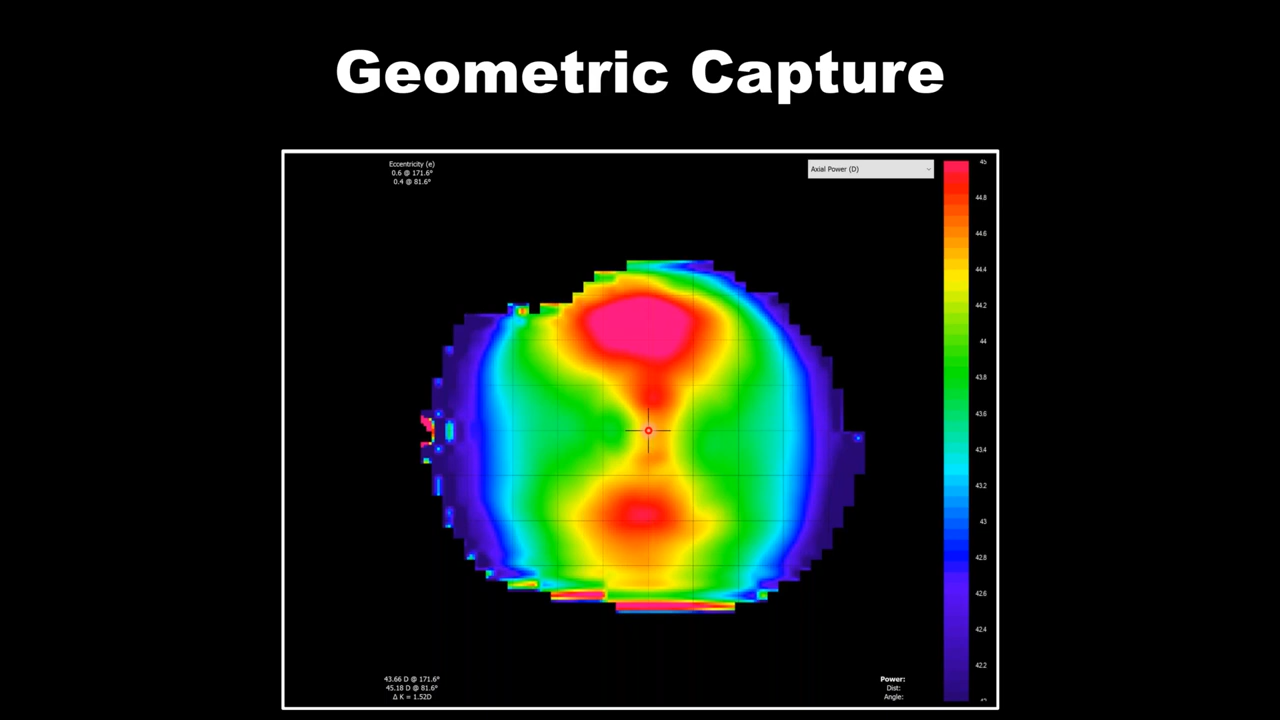 Geometric Capture
Eccentricity (e)
0.6 @ 171.6°
0.4 @ 81.6°
Axial Power (D)
45
44.8
44.6
44.4
44.2
44
43.8
43.6
43.4
43.2
43
42.8
42.6
42.4
42.2
43.66 D @ 171.6°
45.18 D @ 81.6°
Δ K = 1.52D
Power:
Dist:
Angle: